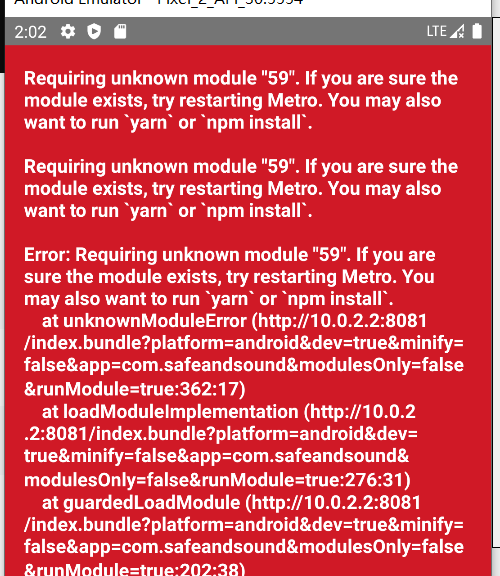 2:02
LTE
Requiring unknown module "59". If you are sure the
module exists, try restarting Metro. You may also
want to run `yarn` or `npm install`.
Requiring unknown module "59". If you are sure the
module exists, try restarting Metro. You may also
want to run `yarn` or `npm install`.
Error: Requiring unknown module "59". If you are
sure the module exists, try restarting Metro. You
may also want to run `yarn` or `npm install`.
at unknownModuleError (http://10.0.2.2:8081
/index.bundle?platform=android&dev=true&minify=
false&app=com.safeandsound&modulesOnly=false
&runModule=true:362:17)
at loadModuleImplementation (http://10.0.2
.2:8081/index.bundle?platform=android&dev=
true&minify=false&app=com.safeandsound&
modulesOnly=false&runModule=true:276:31)
at guardedLoadModule (http://10.0.2.2:8081
/index.bundle?platform=android&dev=true&minify=
false&app=com.safeandsound&modulesOnly=false
&runModule=true:202:38)